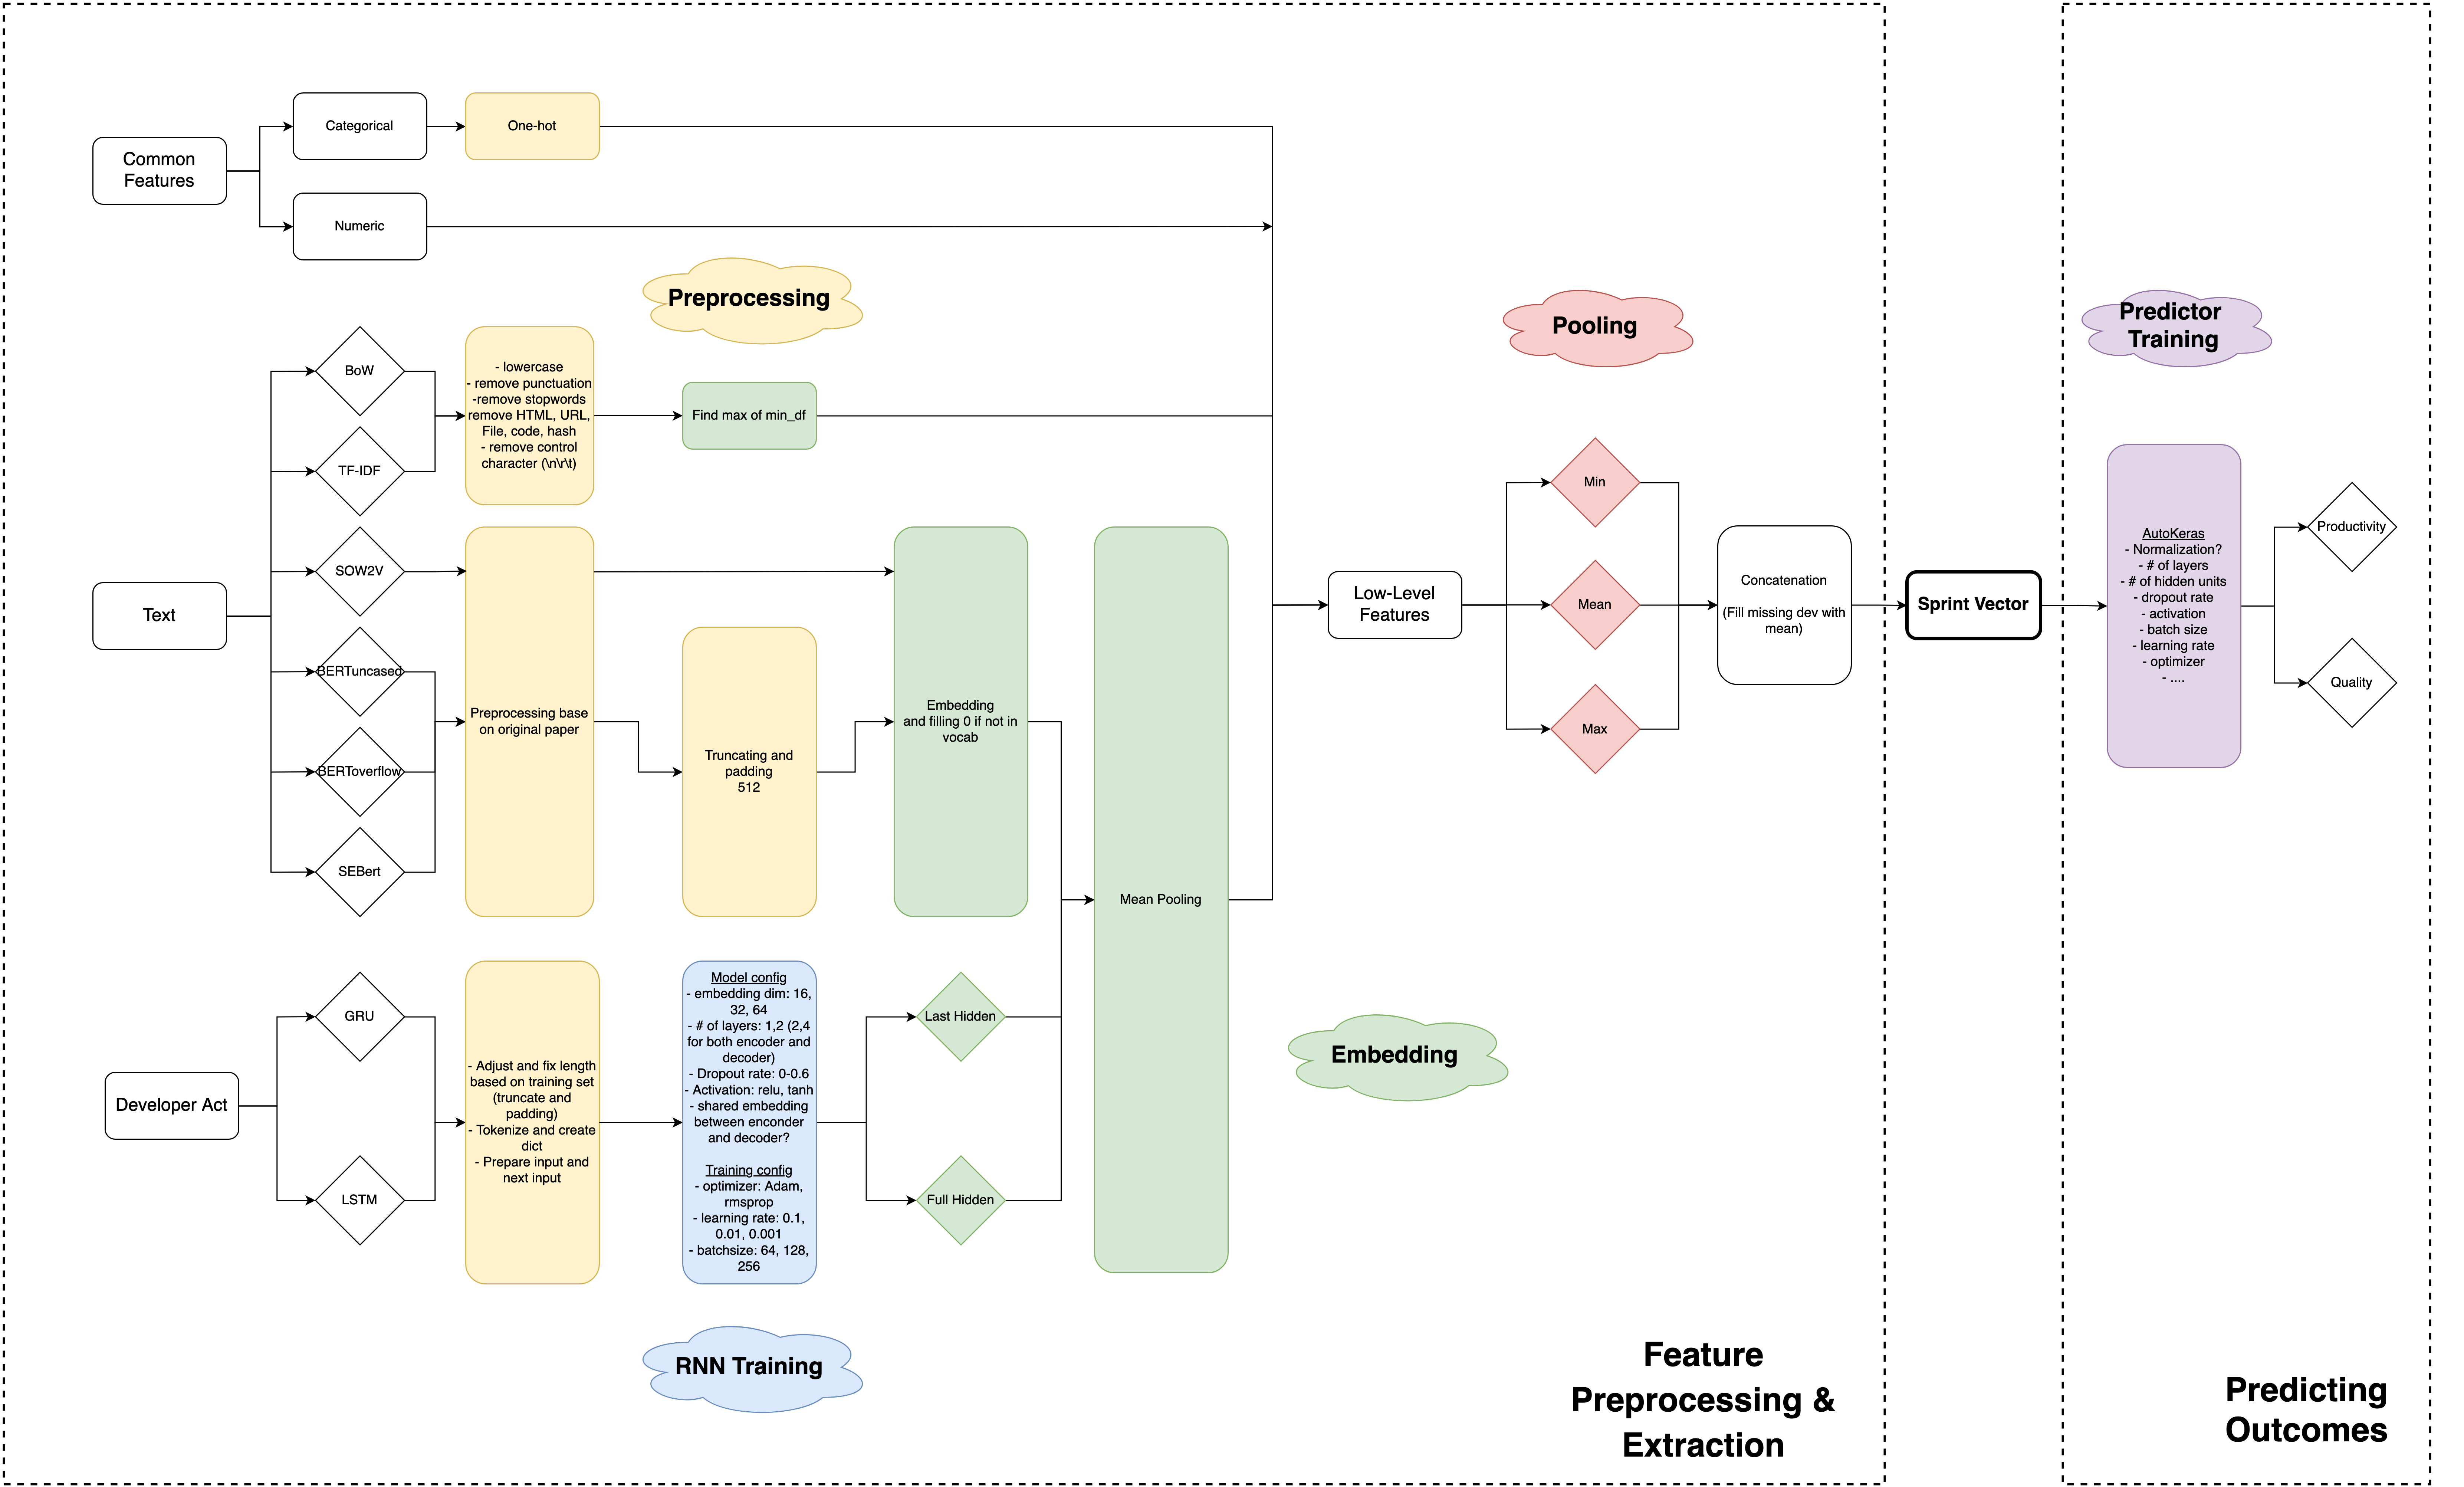 Common
Features
Categorical
One-hot
Numeric
Preprocessing
Text
BoW
TF-IDF
SOW2V
BERTuncased
BERToverflow
SEBert
- lowercase
- remove punctuation
-remove stopwords
remove HTML, URL,
File, code, hash
- remove control
character (\n\r\t)
Find max of min_df
Preprocessing base
on original paper
Truncating and
padding
512
Embedding
and filling 0 if not in
vocab
Mean Pooling
Developer Act
GRU
LSTM
- Adjust and fix length
based on training set
(truncate and
padding)
- Tokenize and create
dict
- Prepare input and
next input
Model config
- embedding dim: 16,
32, 64
- # of layers: 1,2 (2,4
for both encoder and
decoder)
- Dropout rate: 0-0.6
- Activation: relu, tanh
- shared embedding
between enconder
and decoder?
Training config
- optimizer: Adam,
rmsprop
- learning rate: 0.1,
0.01, 0.001
- batchsize: 64, 128,
256
Last Hidden
Full Hidden
RNN Training
Embedding
Low-Level
Features
Pooling
Min
Mean
Max
Concatenation
(Fill missing dev with
mean)
Feature
Preprocessing &
Extraction
Sprint Vector
Predictor
Training
AutoKeras
- Normalization?
- # of layers
- # of hidden units
- dropout rate
- activation
- batch size
- learning rate
- optimizer
- ....
Productivity
Quality
Predicting
Outcomes